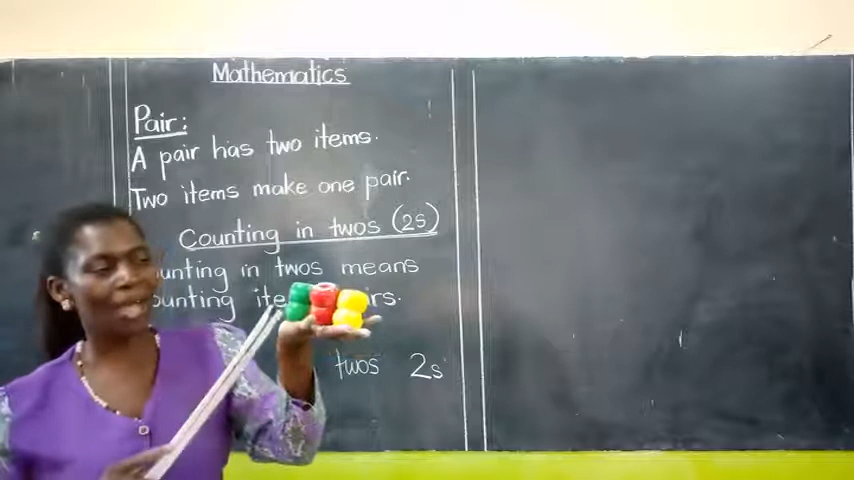 Mathematics
Pair:
A pair has two items.
Two items make one pair.
Counting in twos (2s)
in twos means
twos 2s